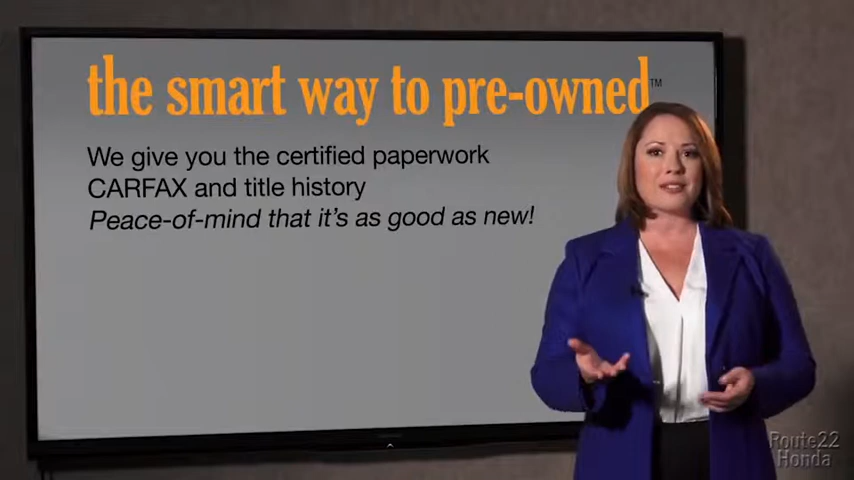 the smart way to pre-owned™
We give you the certified paperwork
CARFAX and title history
Peace-of-mind that it's as good as new!
Route22
Honda